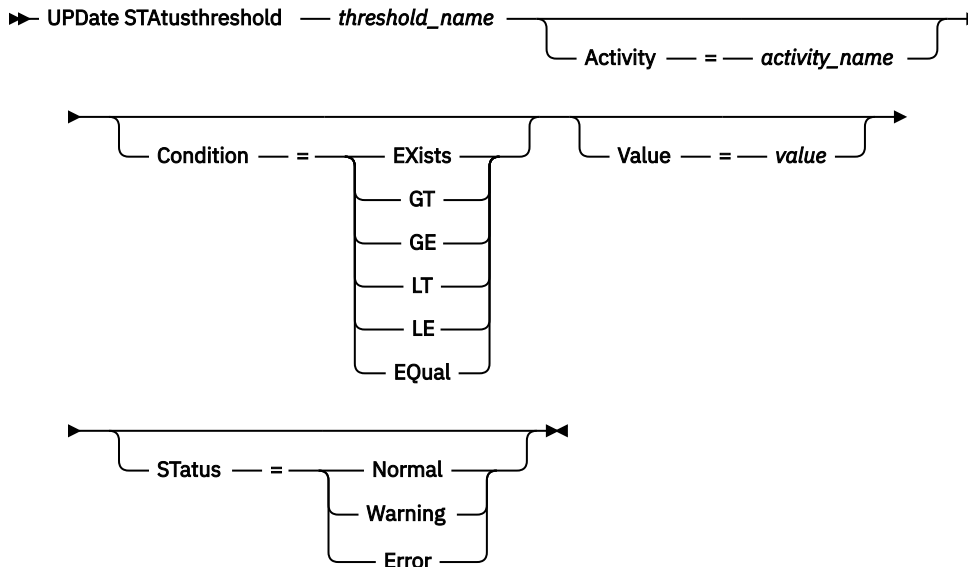 UPDate STAtusthreshold threshold_name
Activity = activity_name
Condition = EXists
GT
GE
LT
LE
EQual
Value = value
STatus = Normal
Warning
Error